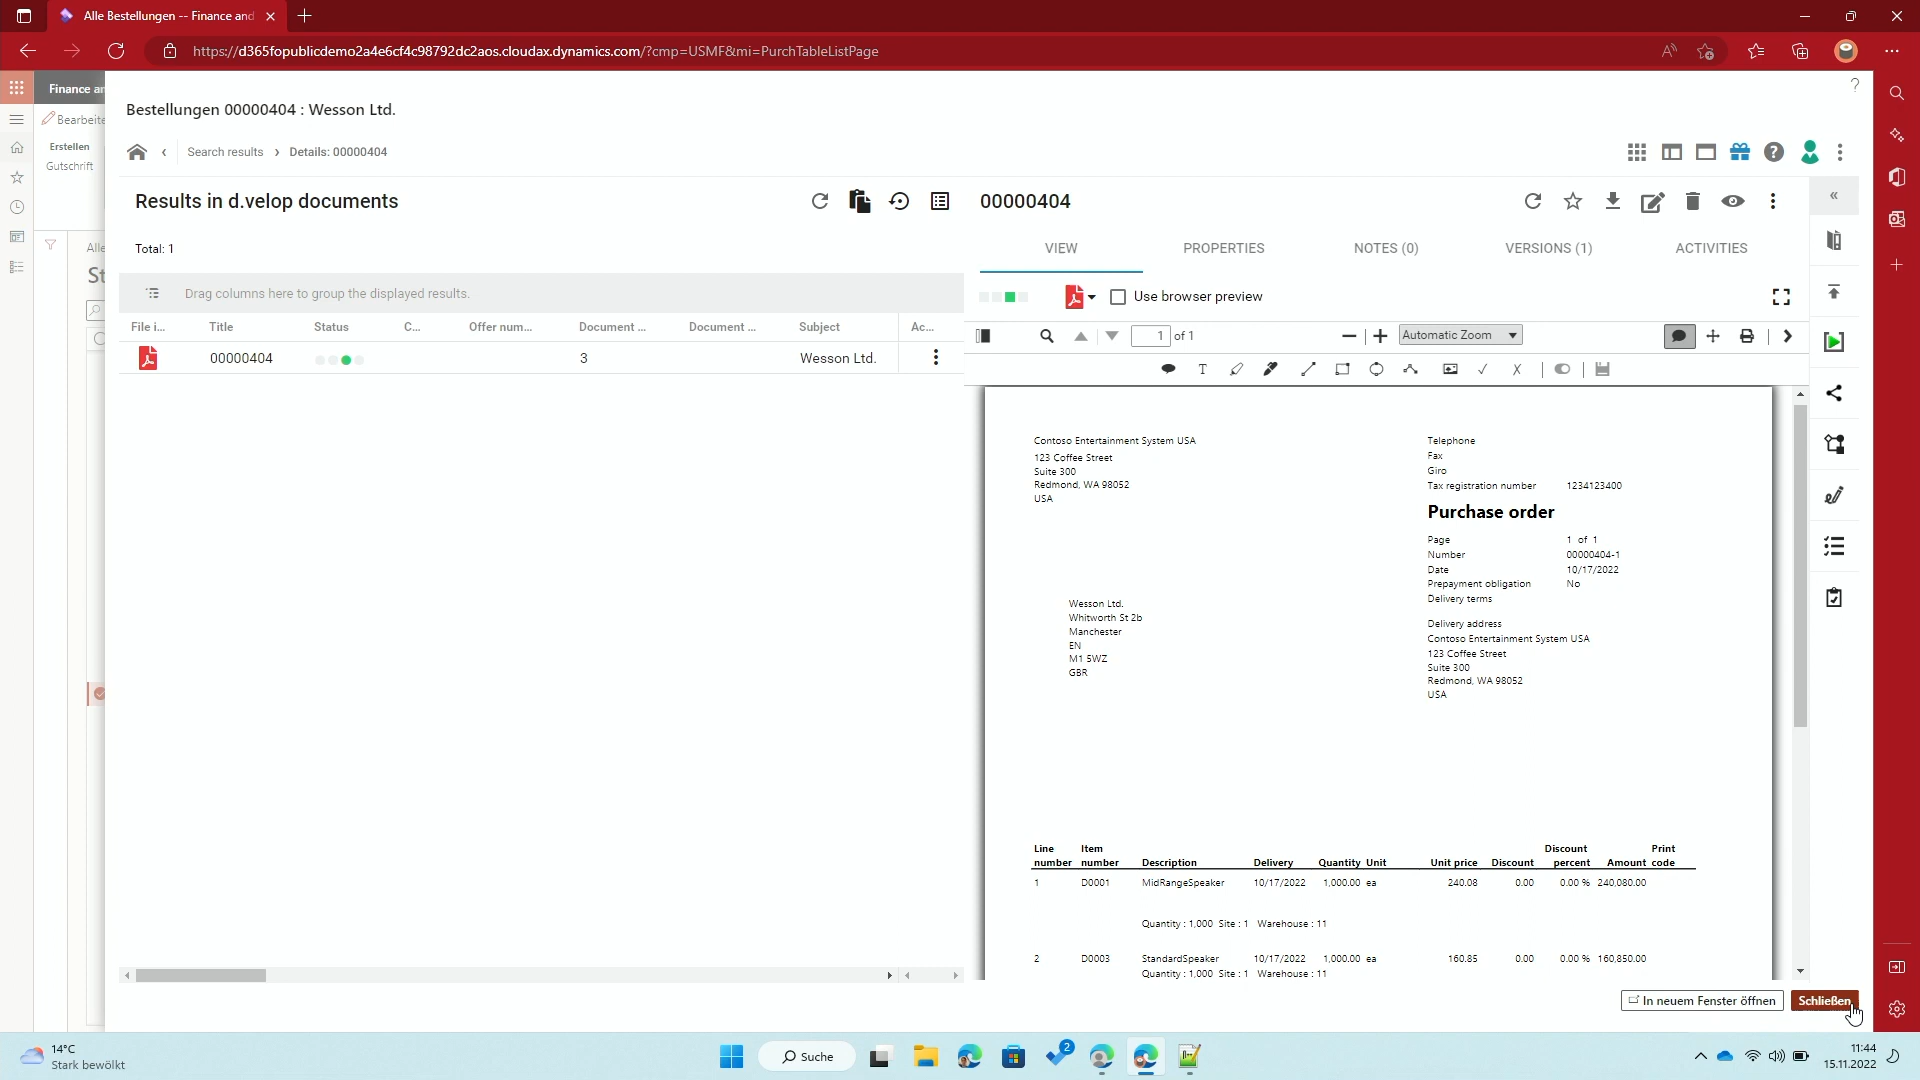 Alle Bestellungen -- Finance and
https://d365fopublicdemo2a4e6cf4c98792dc2aos.cloudax.dynamics.com/?cmp=USMF&mi=PurchTableListPage
Finance an
Bearbeite
Erstellen
Gutschrift
Alle
St
?
Bestellungen 00000404 : Wesson Ltd.
Search results
Details: 00000404
Results in d.velop documents
00000404
Total: 1
VIEW PROPERTIES NOTES (0) VERSIONS (1) ACTIVITIES
Drag columns here to group the displayed results.
Use browser preview
File i... Title Status C... Offer num... Document ... Document ... Subject Ac...
00000404 3 Wesson Ltd.
1 of 1
Automatic Zoom
Contoso Entertainment System USA
123 Coffee Street
Suite 300
Redmond, WA 98052
USA
Telephone
Fax
Giro
Tax registration number 1234123400
Purchase order
Page 1 of 1
Number 00000404-1
Date 10/17/2022
Prepayment obligation No
Delivery terms
Wesson Ltd.
Whitworth St 2b
Manchester
EN
M1 5WZ
GBR
Delivery address
Contoso Entertainment System USA
123 Coffee Street
Suite 300
Redmond, WA 98052
USA
Line Item Discount Print
number number Description Delivery Quantity Unit Unit price Discount percent Amount code
1 D0001 MidRangeSpeaker 10/17/2022 1,000.00 ea 240.08 0.00 0.00 % 240,080.00
Quantity : 1,000 Site : 1 Warehouse : 11
2 D0003 StandardSpeaker 10/17/2022 1,000.00 ea 160.85 0.00 0.00 % 160,850.00
Quantity : 1,000 Site : 1 Warehouse : 11
In neuem Fenster öffnen
Schließen
14°C
Stark bewölkt
Suche
2
11:44
15.11.2022